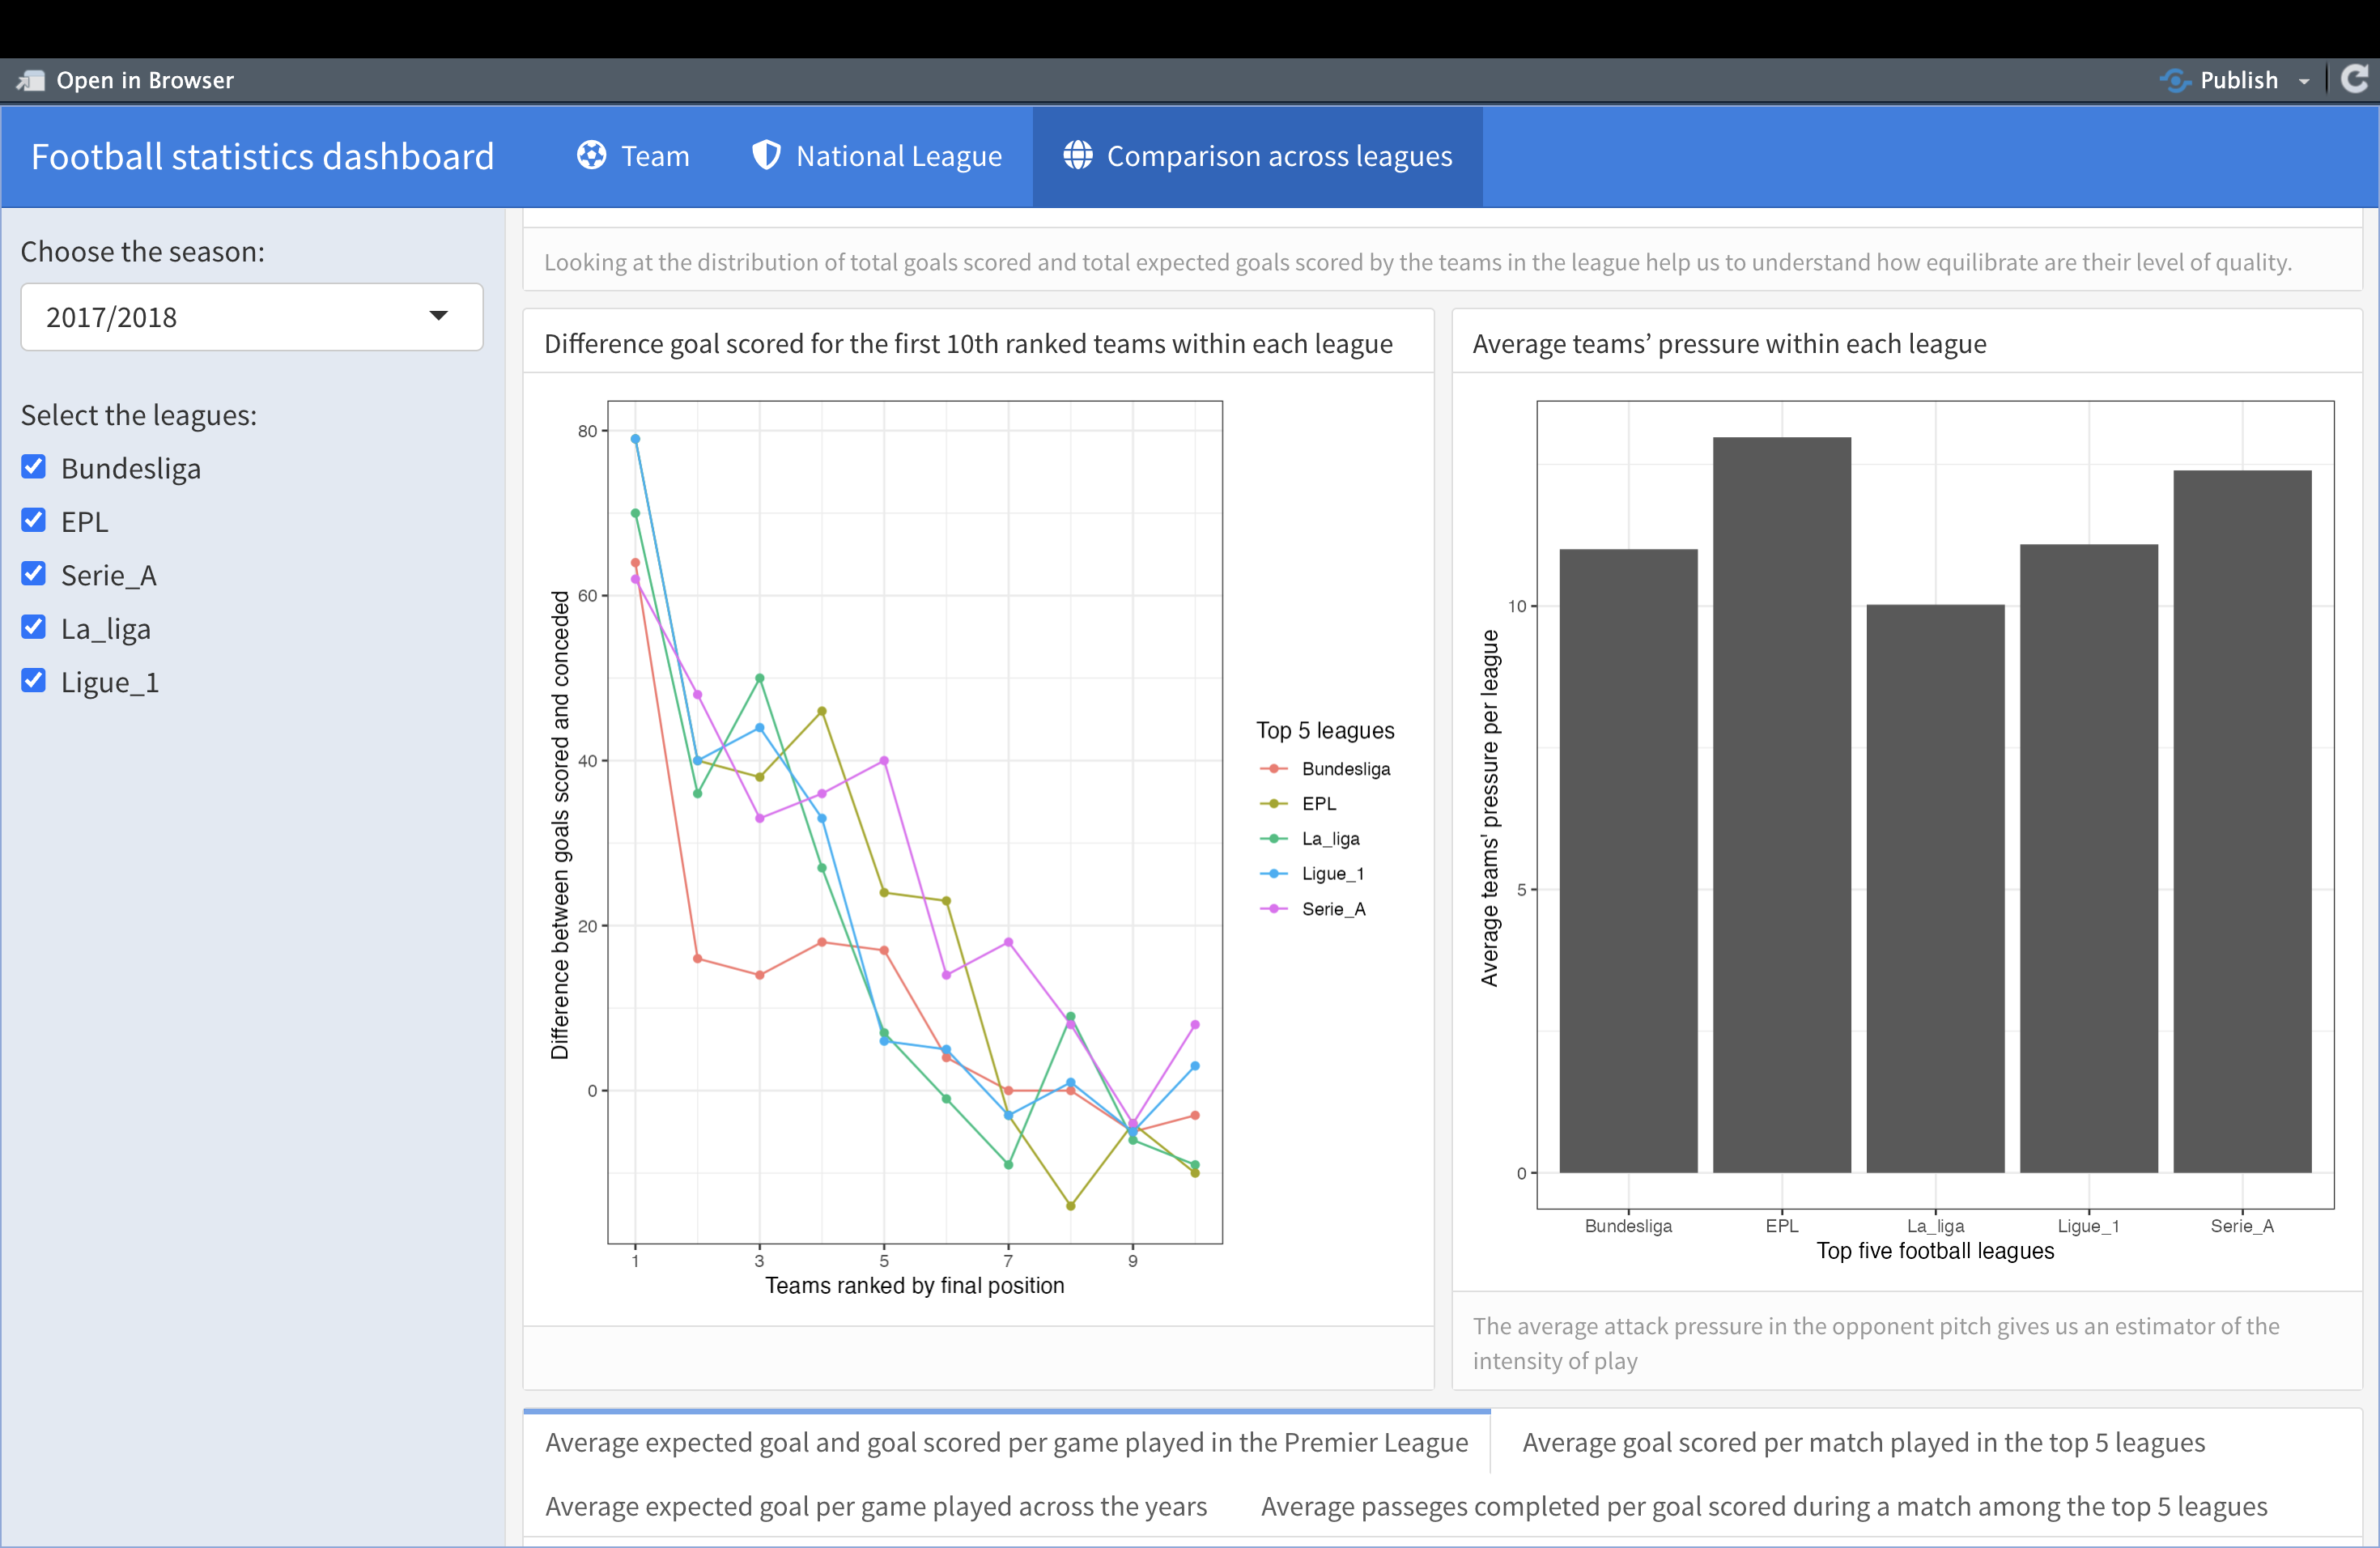 Open in Browser
Publish
Football statistics dashboard
Team
National League
Comparison across leagues
Choose the season:
2017/2018
Select the leagues:
Bundesliga
EPL
Serie_A
La_liga
Ligue_1
Looking at the distribution of total goals scored and total expected goals scored by the teams in the league help us to understand how equilibrate are their level of quality.
Difference goal scored for the first 10th ranked teams within each league
Difference between goals scored and conceded
80
60
40
20
0
1 3 5 7 9
Teams ranked by final position
Top 5 leagues
Bundesliga
EPL
La_liga
Ligue_1
Serie_A
Average teams’ pressure within each league
Average teams' pressure per league
10
5
0
Bundesliga EPL La_liga Ligue_1 Serie_A
Top five football leagues
The average attack pressure in the opponent pitch gives us an estimator of the
intensity of play
Average expected goal and goal scored per game played in the Premier League
Average goal scored per match played in the top 5 leagues
Average expected goal per game played across the years
Average passeges completed per goal scored during a match among the top 5 leagues